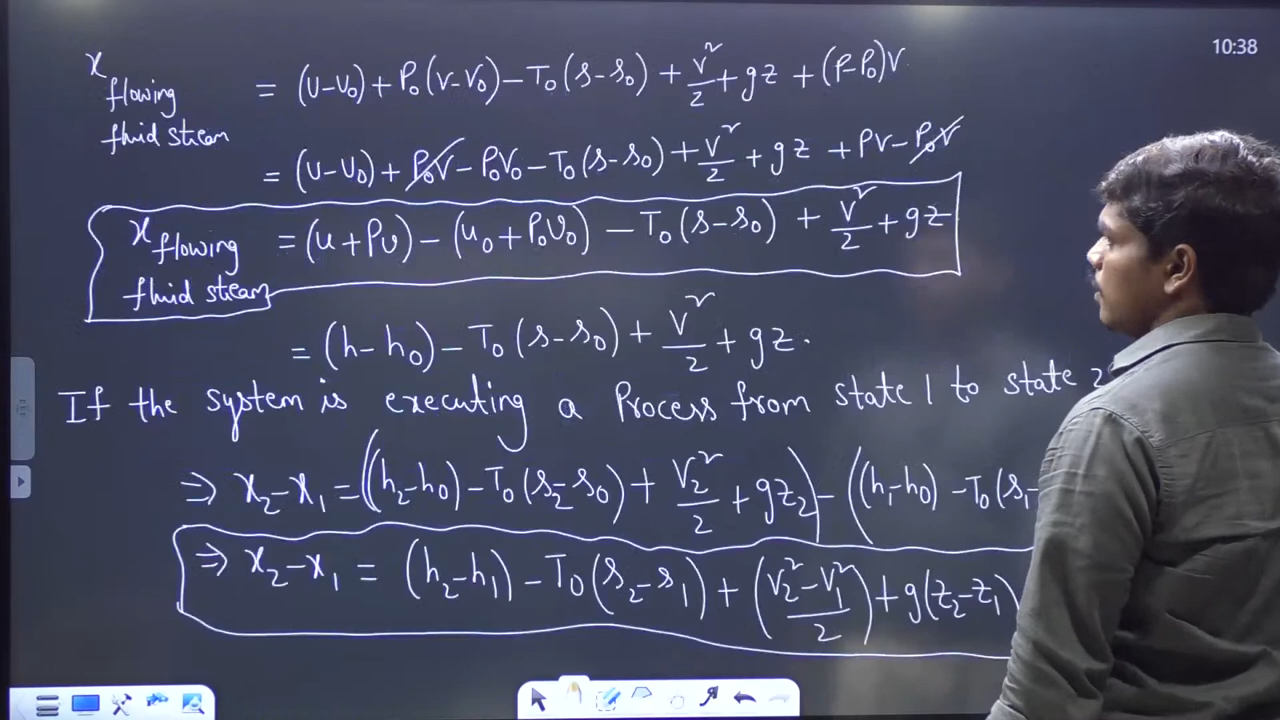 10:38
x flowing fluid stream = (u-u₀) + P₀(v-v₀) - T₀(s-s₀) + V²/2 + gz + (P-P₀)v
= (u-u₀) + P₀v - P₀v₀ - T₀(s-s₀) + V²/2 + gz + Pv - P₀v
x flowing fluid stream = (u+Pv) - (u₀+P₀v₀) - T₀(s-s₀) + V²/2 + gz
= (h-h₀) - T₀(s-s₀) + V²/2 + gz.
If the system is executing a Process from state 1 to state 2
⇒ x₂-x₁ = ((h₂-h₀) - T₀(s₂-s₀) + V₂²/2 + gz₂) - ((h₁-h₀) - T₀(s₁-
⇒ x₂-x₁ = (h₂-h₁) - T₀(s₂-s₁) + (V₂²-V₁²/2) + g(z₂-z₁)